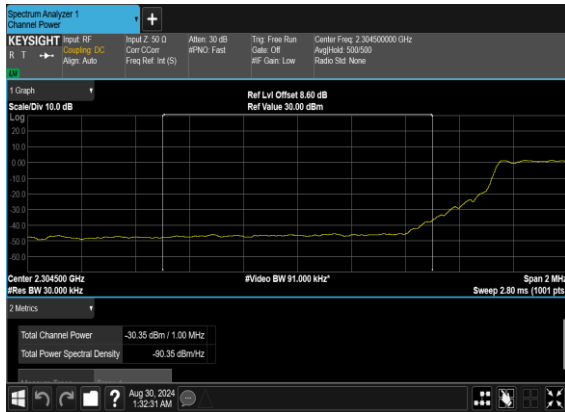 Spectrum Analyzer 1
Channel Power
+
KEYSIGHT Input: RF Input Z: 50 Ω Atten: 30 dB Trig: Free Run Center Freq: 2.304500000 GHz
R T Coupling: DC Corr CCorr #PNO: Fast Gate: Off Avg|Hold: 500/500
Align: Auto Freq Ref: Int (S) #IF Gain: Low Radio Std: None
1 Graph
Ref Lvl Offset 8.60 dB
Scale/Div 10.0 dB Ref Value 30.00 dBm
Log
20.0
10.0
0.00
-10.0
-20.0
-30.0
-40.0
-50.0
-60.0
Center 2.304500 GHz #Video BW 91.000 kHz* Span 2 MHz
#Res BW 30.000 kHz Sweep 2.80 ms (1001 pts
2 Metrics
Total Channel Power -30.35 dBm / 1.00 MHz
Total Power Spectral Density -90.35 dBm/Hz
?
Aug 30, 2024
1:32:31 AM